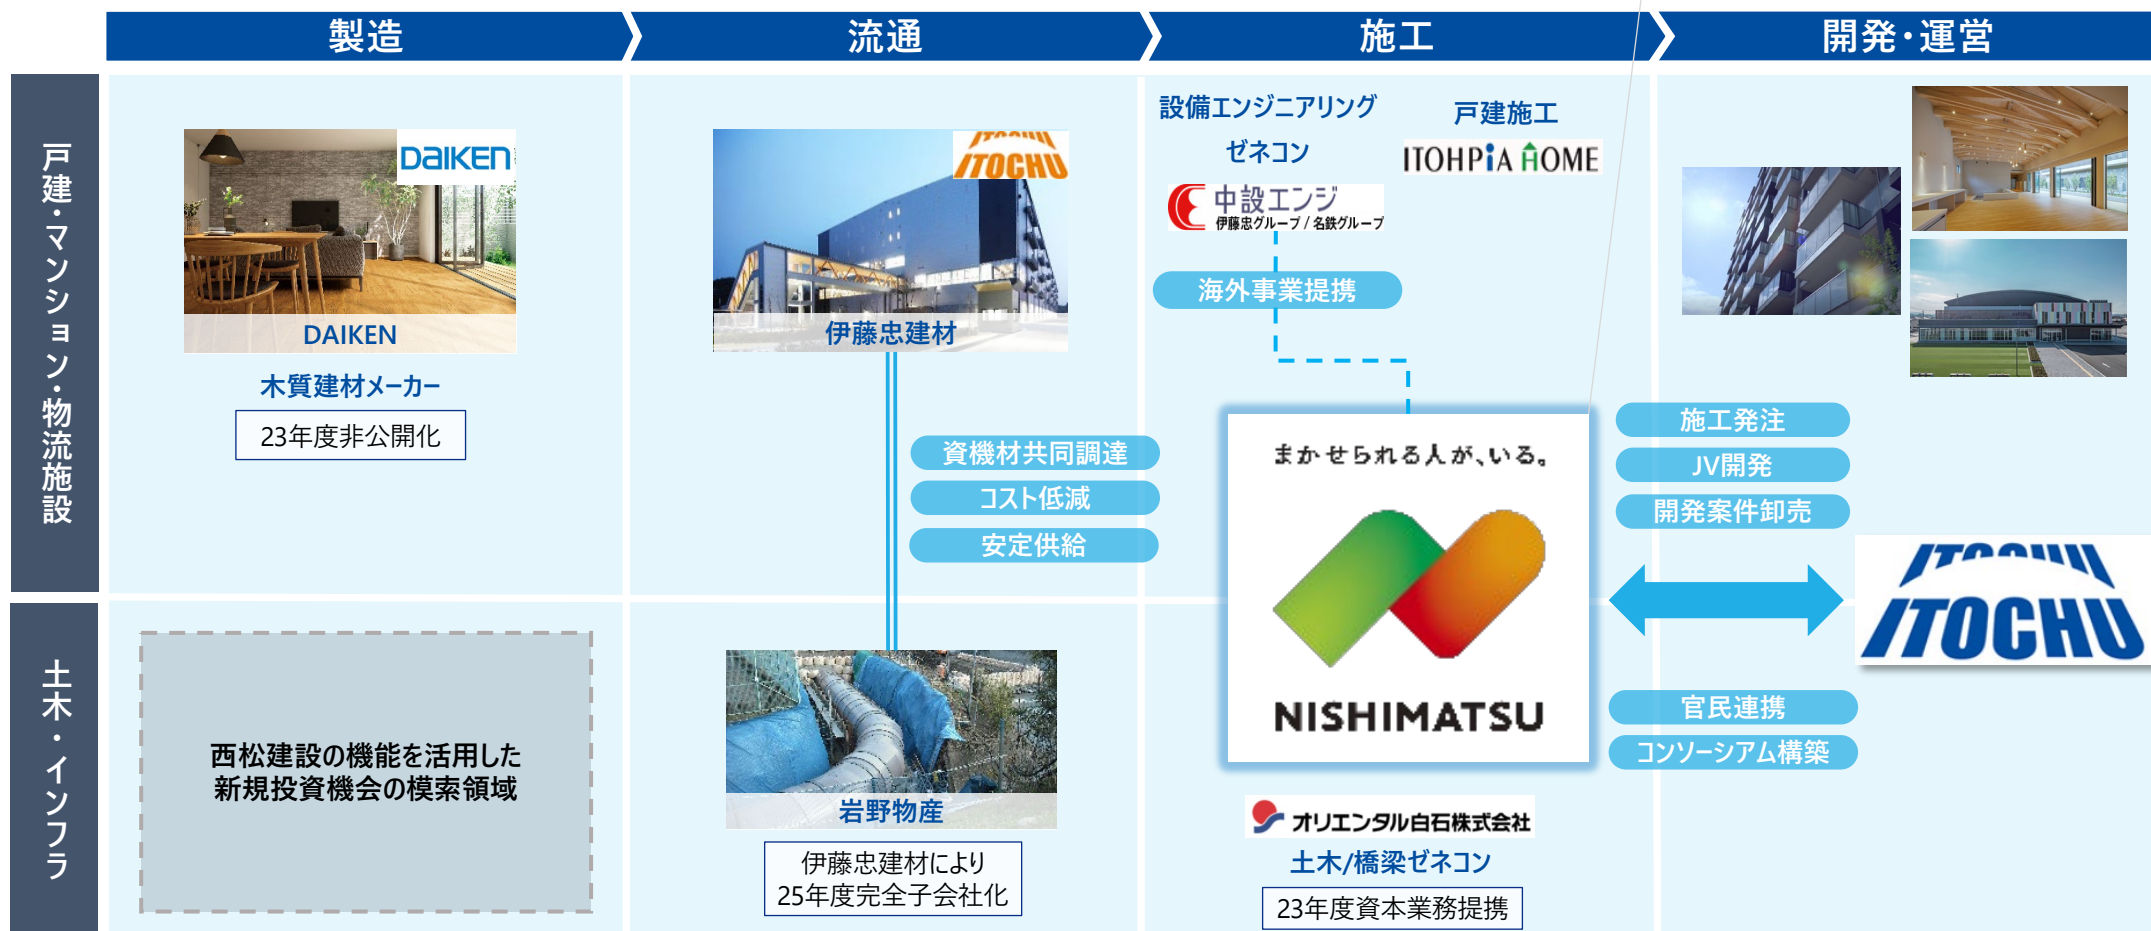 製造
流通
施工
開発・運営
戸建・マンション・物流施設
DAIKEN
DAIKEN
木質建材メーカー
23年度非公開化
ITOCHU
ITOCHU
伊藤忠建材
資機材共同調達
コスト低減
安定供給
設備エンジニアリング
ゼネコン
中設エンジ
伊藤忠グループ / 名鉄グループ
戸建施工
ITOHPiA HOME
海外事業提携
まかせられる人が、いる。
NISHIMATSU
施工発注
JV開発
開発案件卸売
ITOCHU
ITOCHU
官民連携
コンソーシアム構築
土木・インフラ
西松建設の機能を活用した
新規投資機会の模索領域
岩野物産
伊藤忠建材により
25年度完全子会社化
オリエンタル白石株式会社
土木/橋梁ゼネコン
23年度資本業務提携